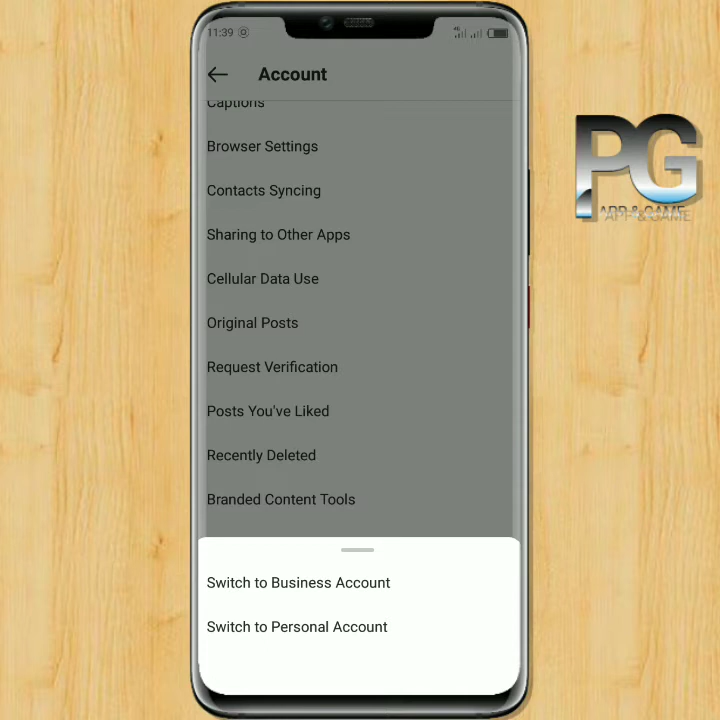 11:39
Account
Captions
Browser Settings
Contacts Syncing
Sharing to Other Apps
Cellular Data Use
Original Posts
Request Verification
Posts You've Liked
Recently Deleted
Branded Content Tools
Switch to Business Account
Switch to Personal Account
PG
APP & GAME